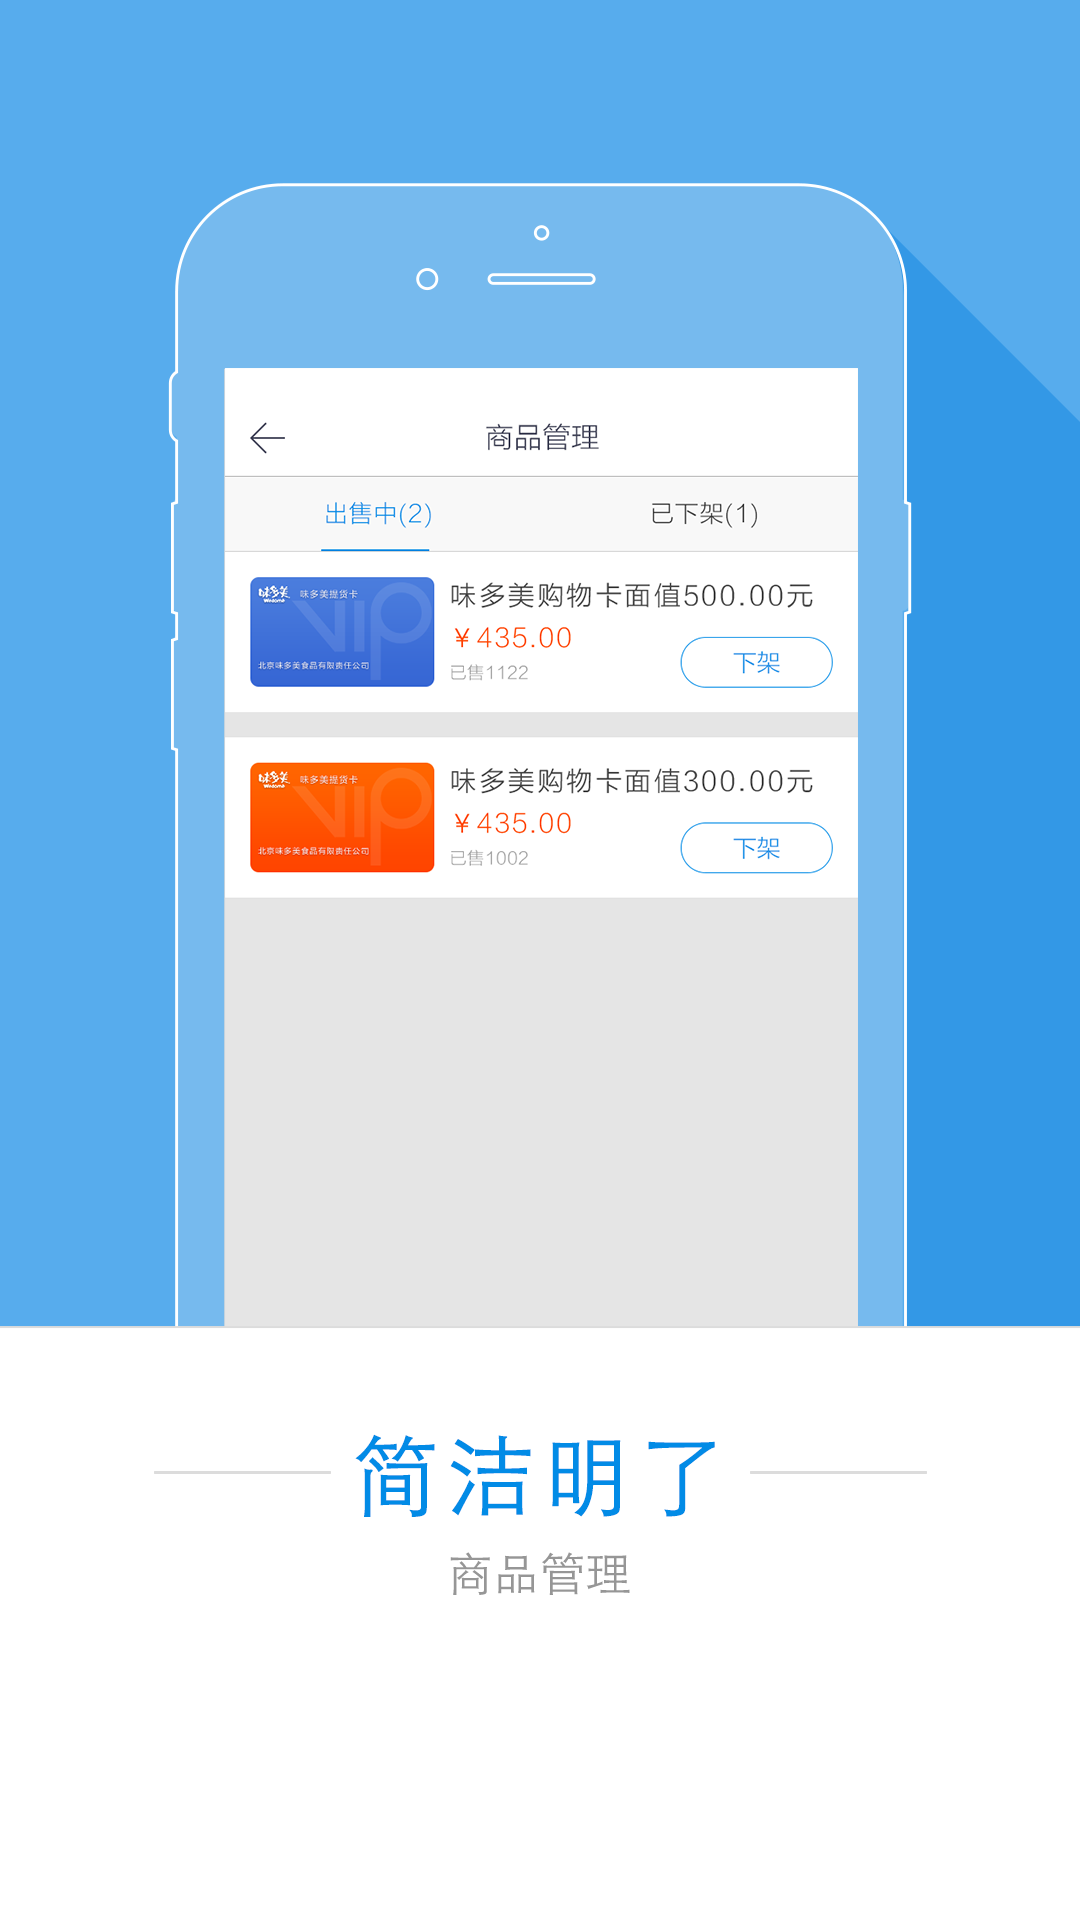 商品管理
出售中(2) 已下架(1)
味多美 味多美提货卡
Wedome
VIP
北京味多美食品有限责任公司
味多美购物卡面值500.00元
￥435.00
已售1122
下架
味多美 味多美提货卡
Wedome
VIP
北京味多美食品有限责任公司
味多美购物卡面值300.00元
￥435.00
已售1002
下架
简洁明了
商品管理